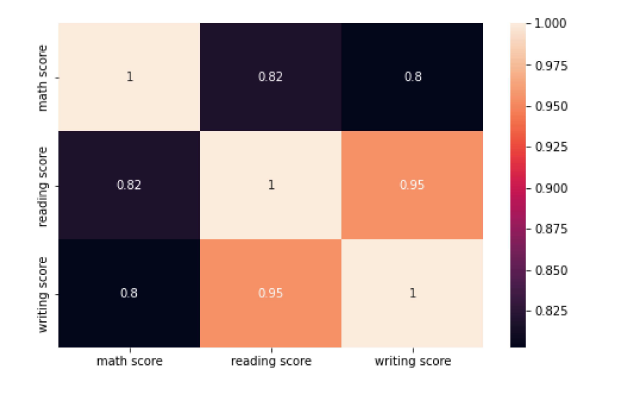 math score
1
0.82
0.8
reading score
0.82
1
0.95
writing score
0.8
0.95
1
math score
reading score
writing score
1.000
0.975
0.950
0.925
0.900
0.875
0.850
0.825